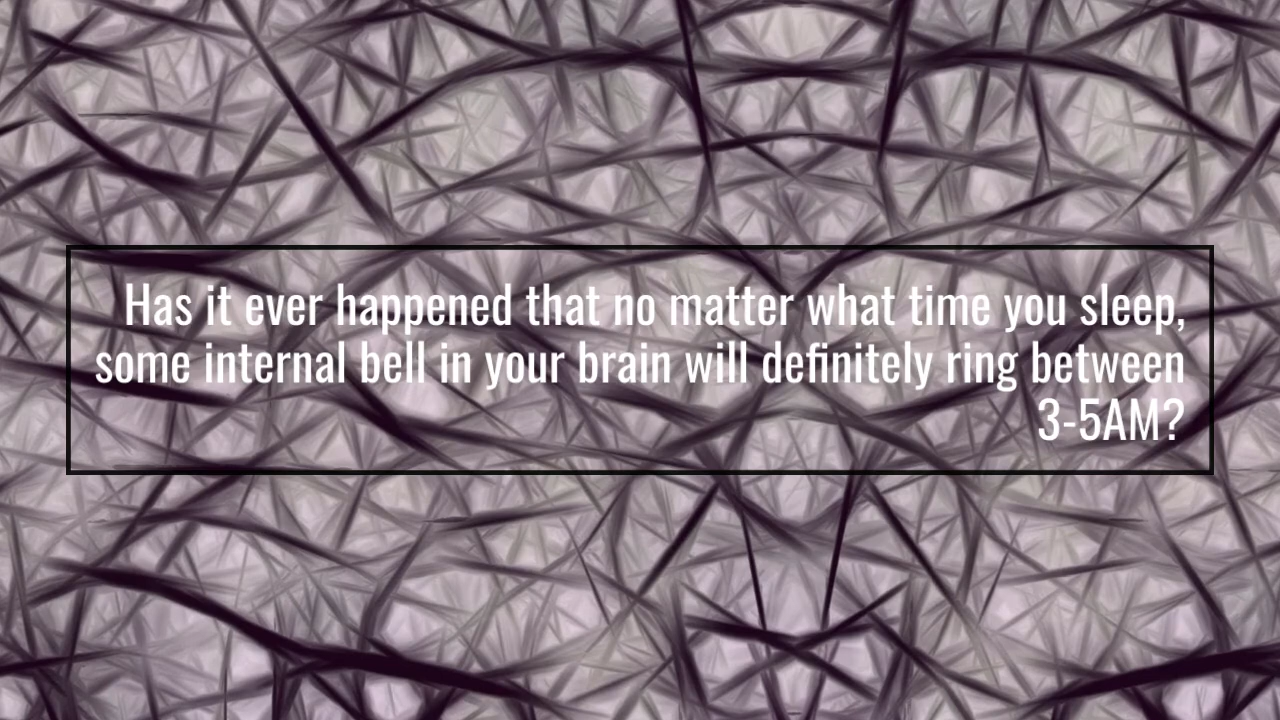 Has it ever happened that no matter what time you sleep,
some internal bell in your brain will definitely ring between
3-5AM?